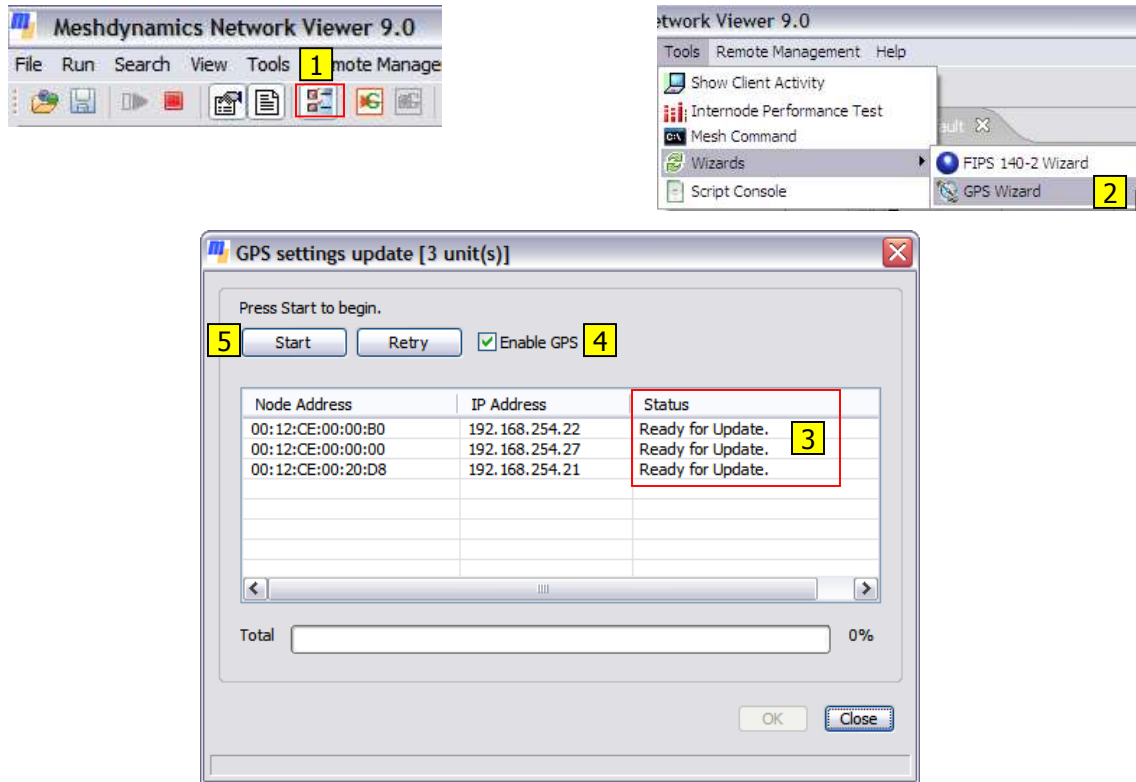 Meshdynamics Network Viewer 9.0
File Run Search View Tools 1 mote Manage
etwork Viewer 9.0
Tools Remote Management Help
Show Client Activity
Internode Performance Test
Mesh Command
ault
Wizards
FIPS 140-2 Wizard
Script Console
GPS Wizard 2
GPS settings update [3 unit(s)]
Press Start to begin.
5 Start Retry Enable GPS 4
Node Address IP Address Status
00:12:CE:00:00:B0 192.168.254.22 Ready for Update. 3
00:12:CE:00:00:00 192.168.254.27 Ready for Update.
00:12:CE:00:20:D8 192.168.254.21 Ready for Update.
Total 0%
OK Close